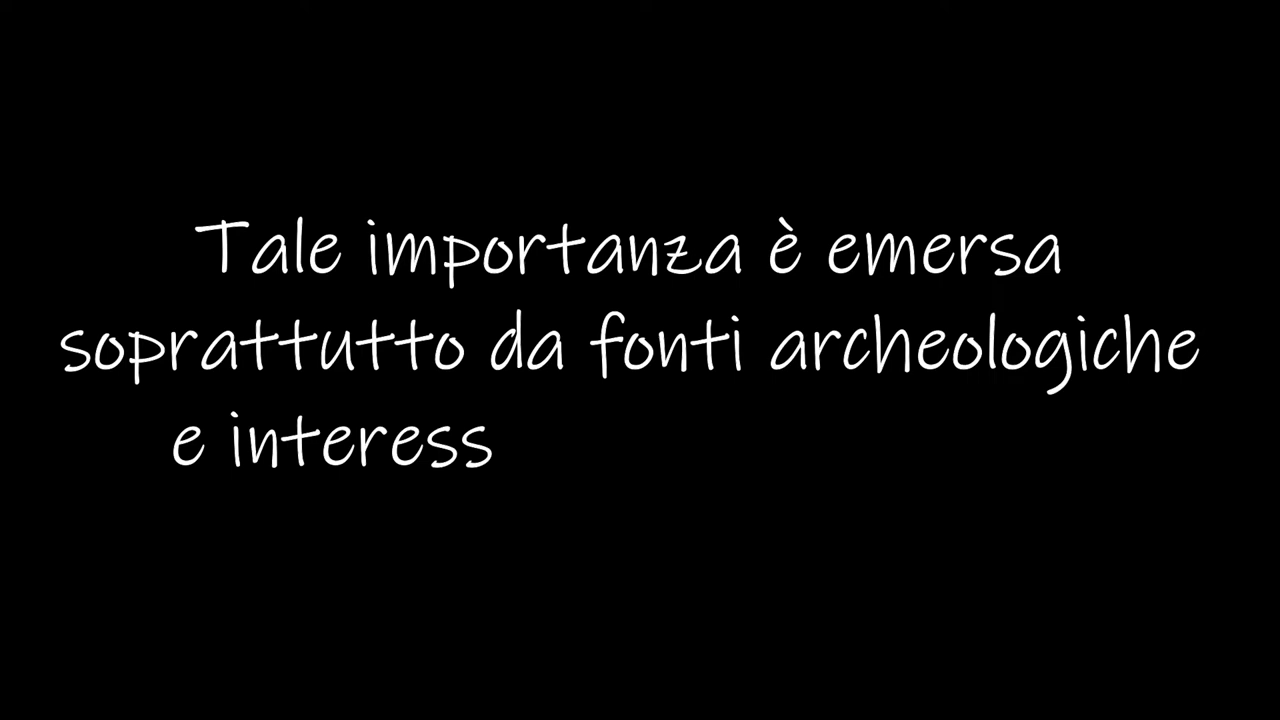 Tale importanza è emersa
soprattutto da fonti archeologiche
e interess